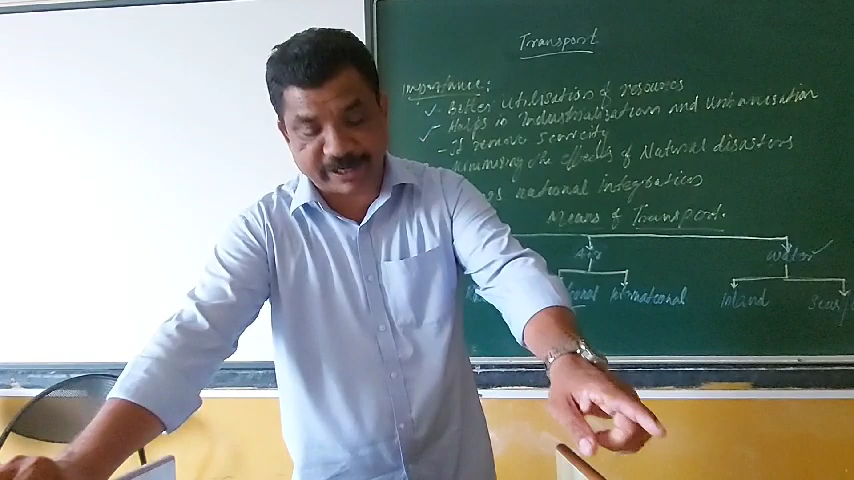 Transport
Importance:
✓ Better utilisation of resources
✓ Helps in Industrialisation and Urbanisation
- It remove Scarcity
Minimising the effects of Natural disasters
national integration
Means of Transport.
Air Water ✓
International Inland Seas/